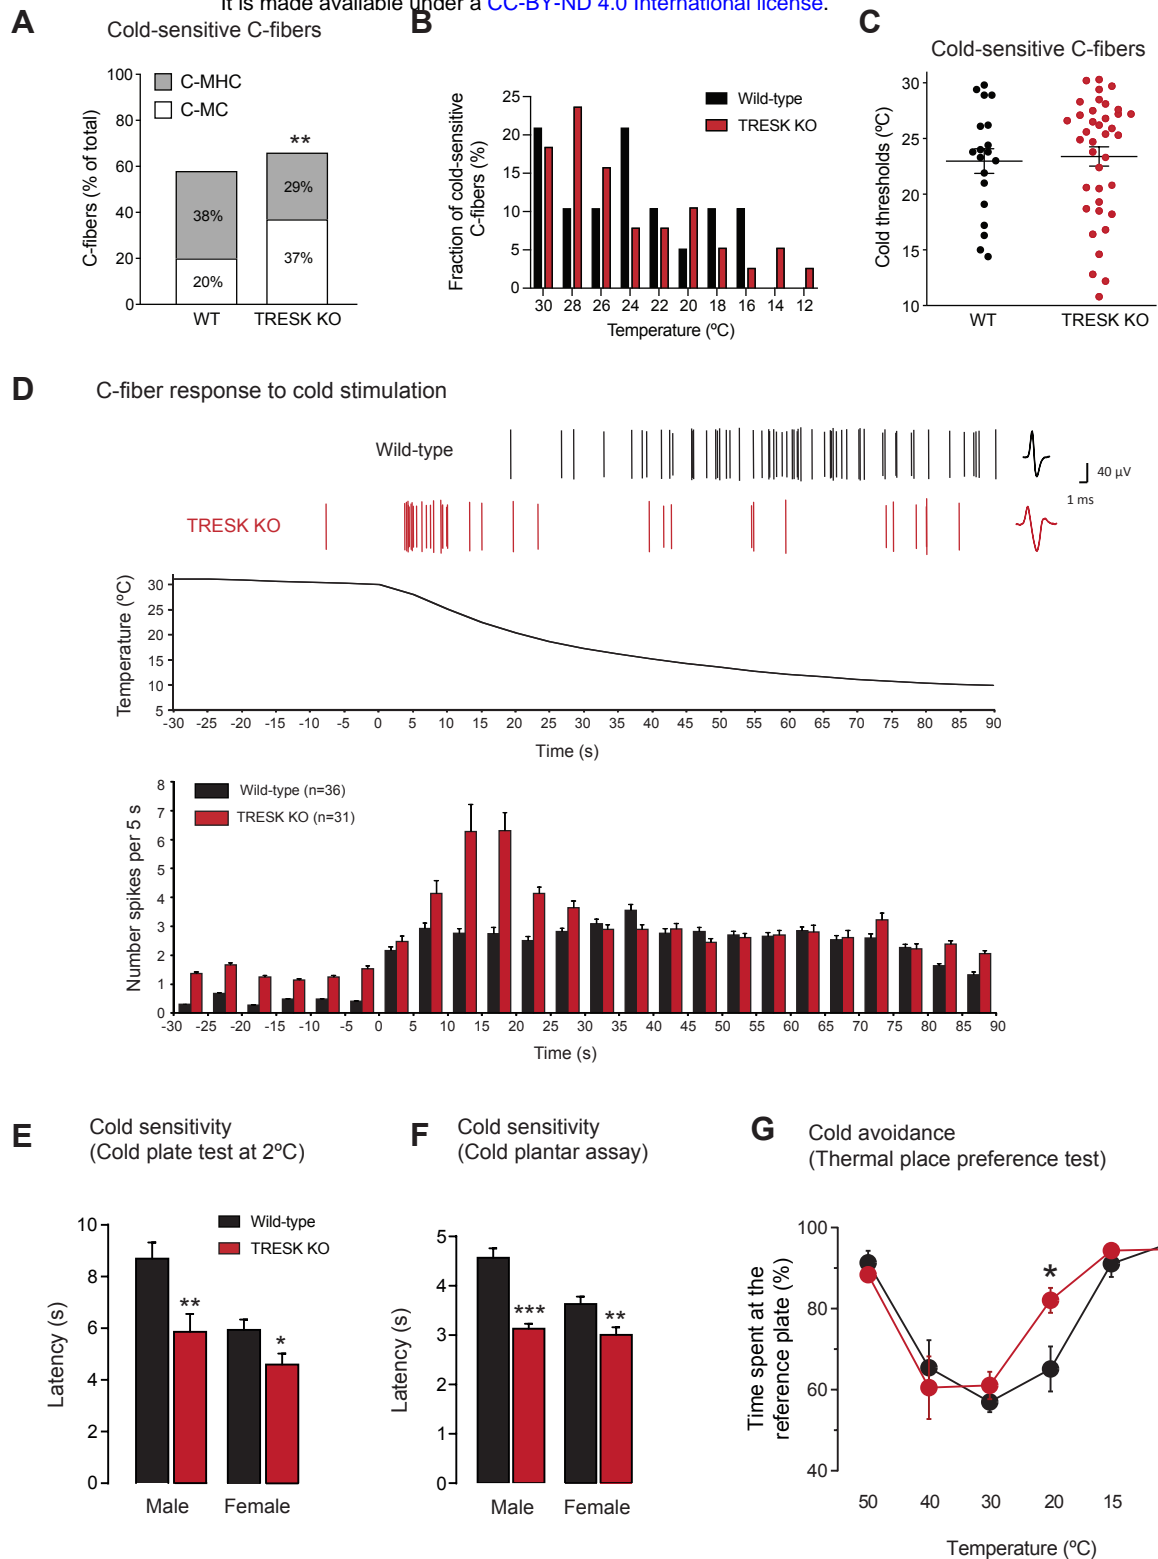 It is made available under a CC-BY-ND 4.0 International license.
A
Cold-sensitive C-fibers
C-fibers (% of total)
100
80
60
40
20
0
C-MHC
C-MC
**
38%
20%
29%
37%
WT
TRESK KO
B
Fraction of cold-sensitive
C-fibers (%)
25
20
15
10
5
0
Wild-type
TRESK KO
30 28 26 24 22 20 18 16 14 12
Temperature (ºC)
C
Cold-sensitive C-fibers
Cold thresholds (ºC)
30
25
20
15
10
WT
TRESK KO
D
C-fiber response to cold stimulation
Wild-type
40 µV
1 ms
TRESK KO
Temperature (ºC)
30
25
20
15
10
5
-30 -25 -20 -15 -10 -5 0 5 10 15 20 25 30 35 40 45 50 55 60 65 70 75 80 85 90
Time (s)
Number spikes per 5 s
8
7
6
5
4
3
2
1
0
Wild-type (n=36)
TRESK KO (n=31)
-30 -25 -20 -15 -10 -5 0 5 10 15 20 25 30 35 40 45 50 55 60 65 70 75 80 85 90
Time (s)
E
Cold sensitivity
(Cold plate test at 2ºC)
Latency (s)
10
8
6
4
2
0
Wild-type
TRESK KO
**
*
Male
Female
F
Cold sensitivity
(Cold plantar assay)
Latency (s)
5
4
3
2
1
0
***
**
Male
Female
G
Cold avoidance
(Thermal place preference test)
Time spent at the
reference plate (%)
100
80
60
40
*
50 40 30 20 15
Temperature (ºC)